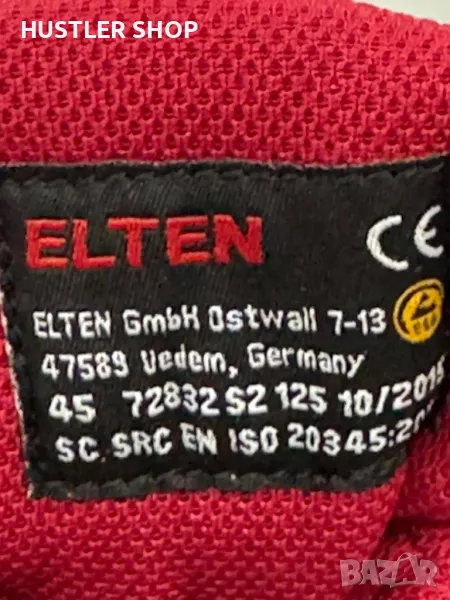 HUSTLER SHOP
ELTEN CE
ELTEN GmbH Ostwall 7-13
47589 Uedem, Germany
45 72832 S2 125 10/2015
SC SRC EN ISO 20345:20
BAZAR